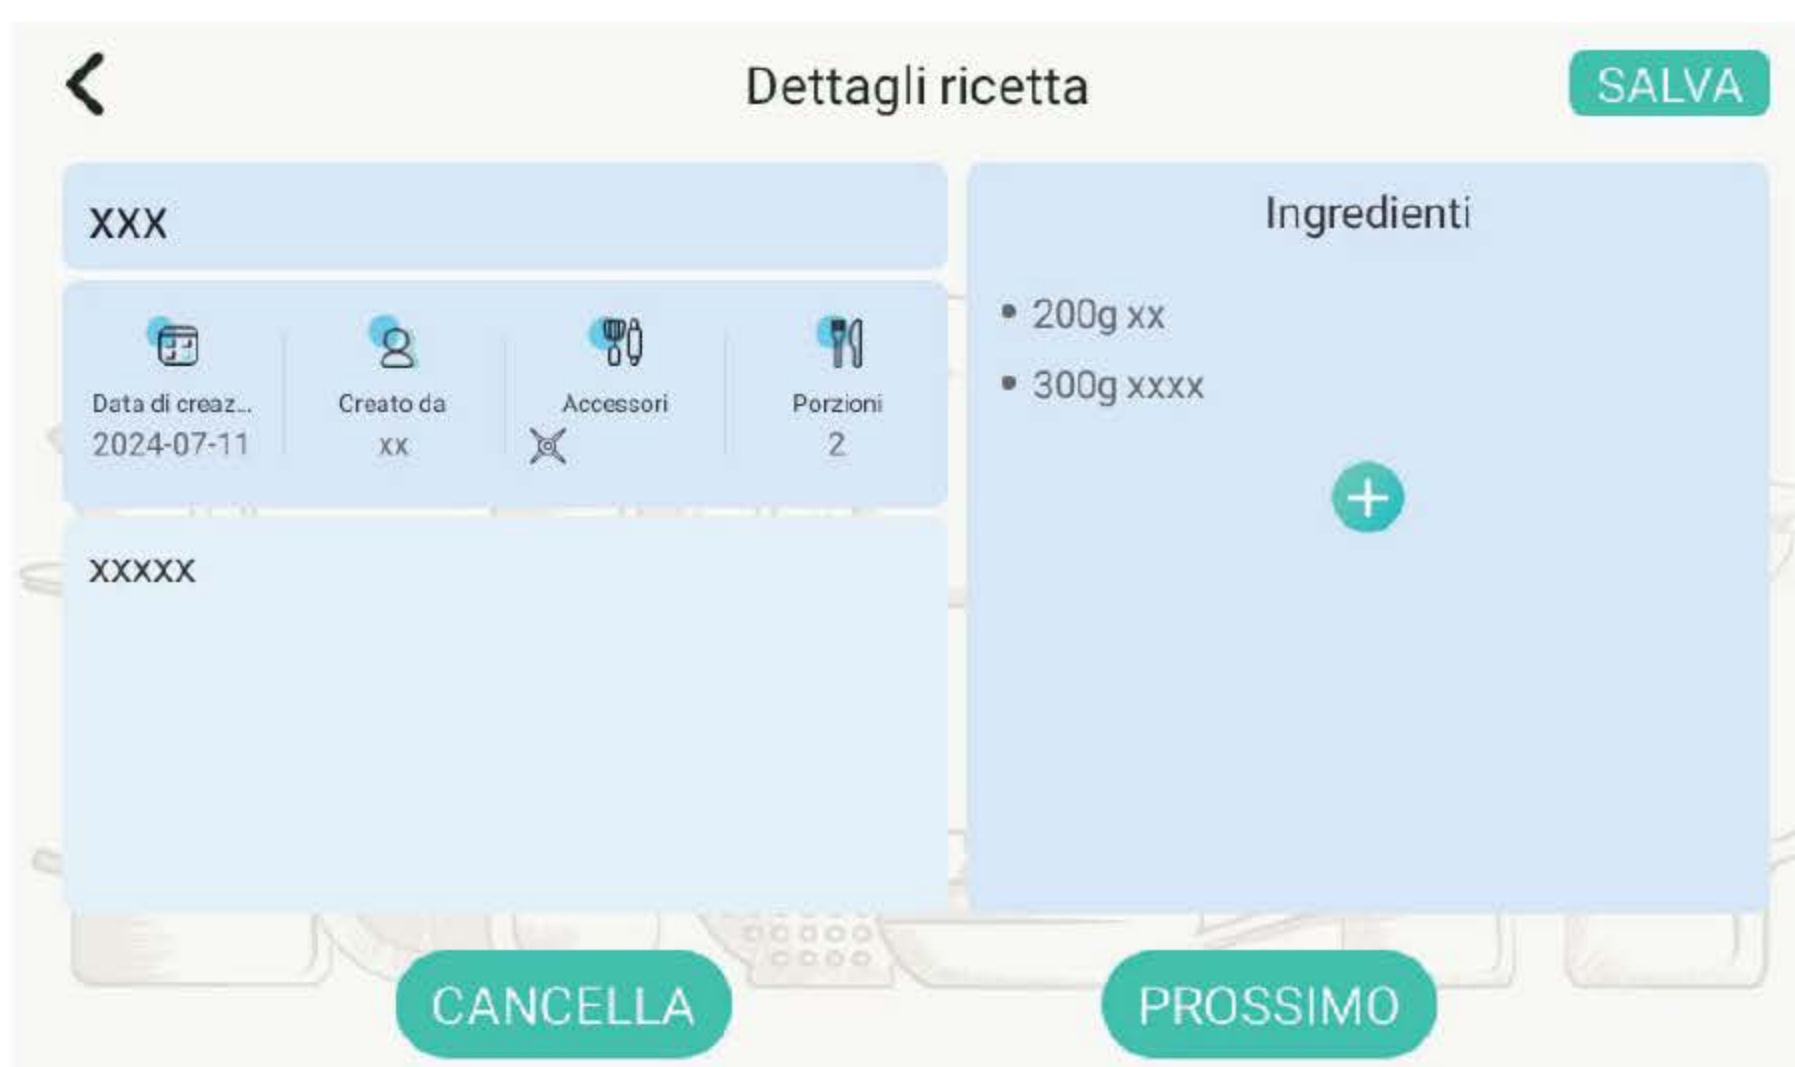 Dettagli ricetta
SALVA
xxx
Data di creaz...
2024-07-11
Creato da
xx
Accessori
Porzioni
2
xxxxx
Ingredienti
• 200g xx
• 300g xxxx
CANCELLA
PROSSIMO